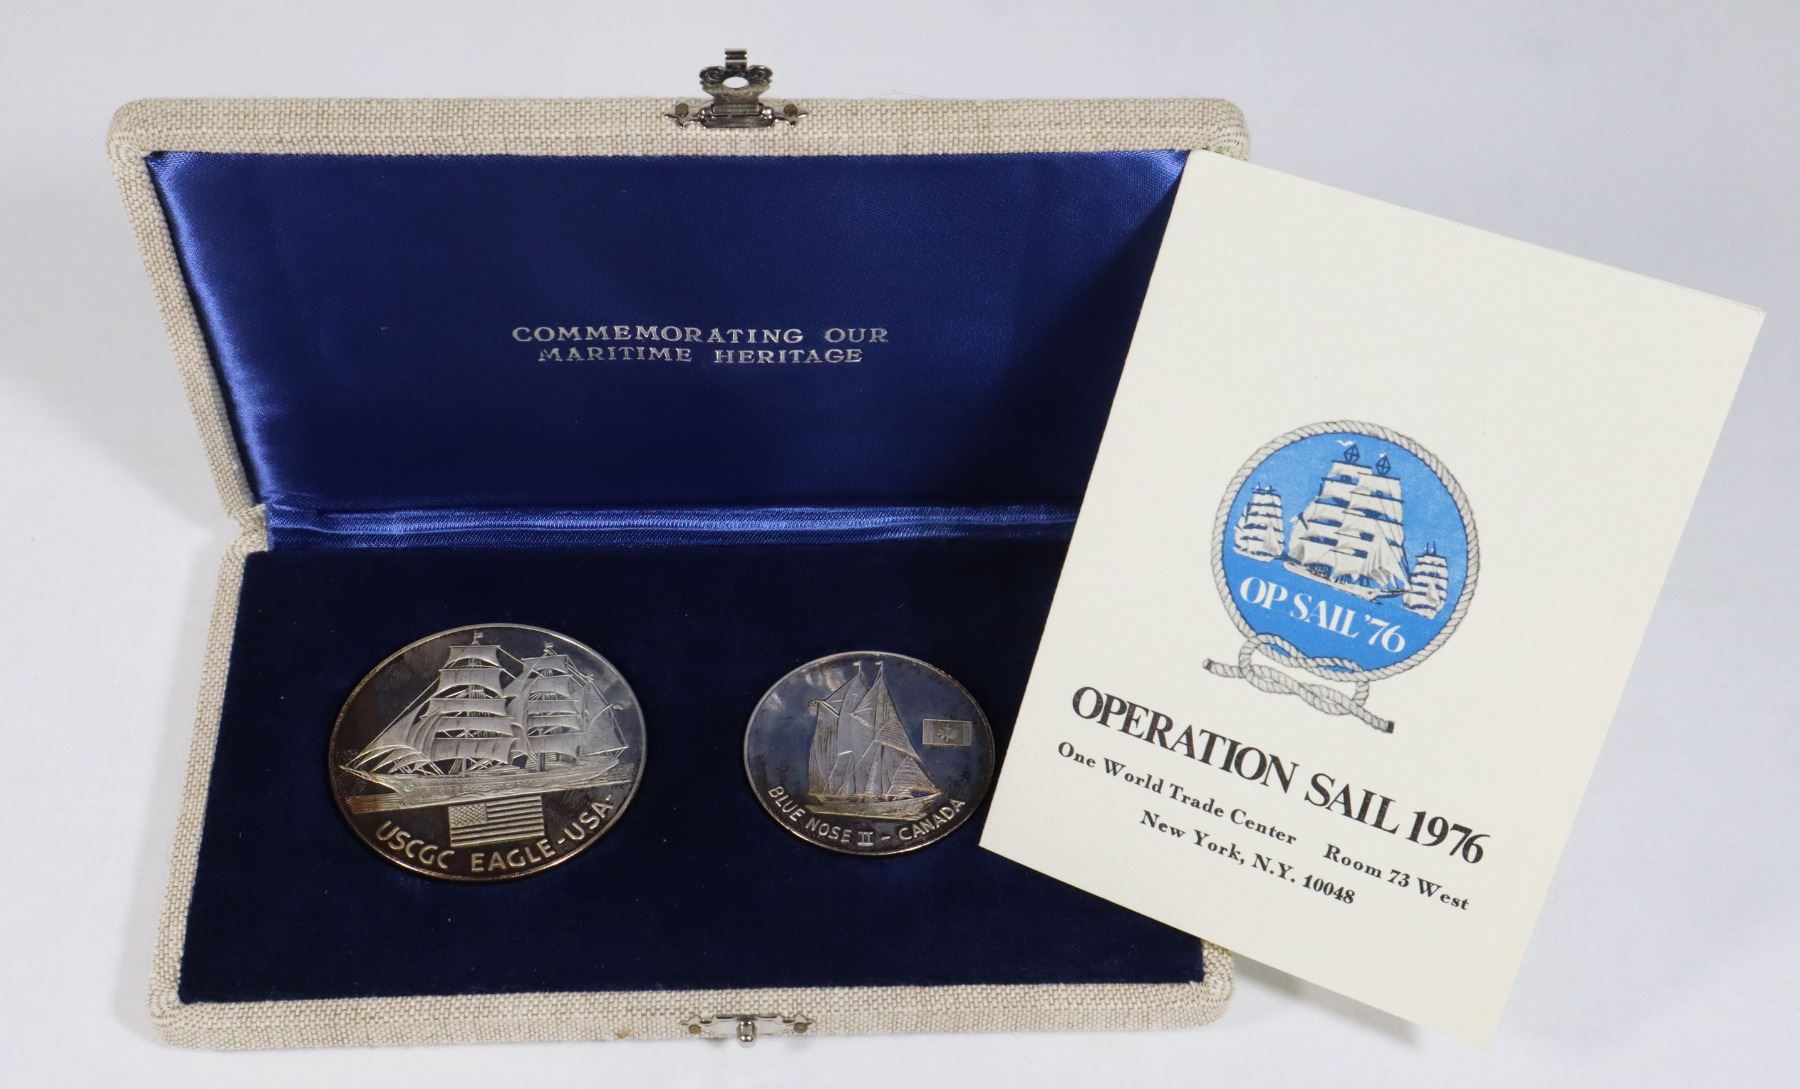 COMMEMORATING OUR
MARITIME HERITAGE
USCGC EAGLE-USA-
BLUE NOSE II - CANADA
OP SAIL '76
OPERATION SAIL 1976
One World Trade Center Room 73 West
New York, N.Y. 10048